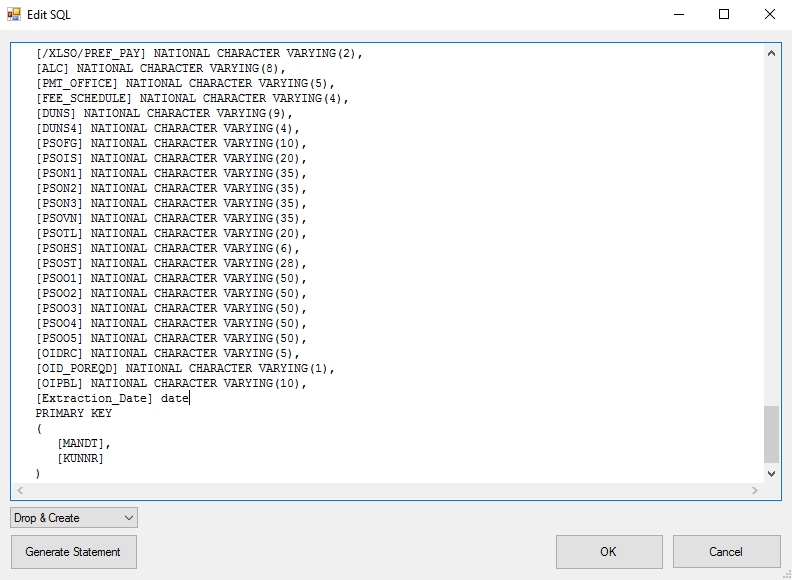 Edit SQL
[/XLSO/PREF_PAY] NATIONAL CHARACTER VARYING(2),
[ALC] NATIONAL CHARACTER VARYING(8),
[PMT_OFFICE] NATIONAL CHARACTER VARYING(5),
[FEE_SCHEDULE] NATIONAL CHARACTER VARYING(4),
[DUNS] NATIONAL CHARACTER VARYING(9),
[DUNS4] NATIONAL CHARACTER VARYING(4),
[PSOFG] NATIONAL CHARACTER VARYING(10),
[PSOIS] NATIONAL CHARACTER VARYING(20),
[PSON1] NATIONAL CHARACTER VARYING(35),
[PSON2] NATIONAL CHARACTER VARYING(35),
[PSON3] NATIONAL CHARACTER VARYING(35),
[PSOVN] NATIONAL CHARACTER VARYING(35),
[PSOTL] NATIONAL CHARACTER VARYING(20),
[PSOHS] NATIONAL CHARACTER VARYING(6),
[PSOST] NATIONAL CHARACTER VARYING(28),
[PSOO1] NATIONAL CHARACTER VARYING(50),
[PSOO2] NATIONAL CHARACTER VARYING(50),
[PSOO3] NATIONAL CHARACTER VARYING(50),
[PSOO4] NATIONAL CHARACTER VARYING(50),
[PSOO5] NATIONAL CHARACTER VARYING(50),
[OIDRC] NATIONAL CHARACTER VARYING(5),
[OID_POREQD] NATIONAL CHARACTER VARYING(1),
[OIPBL] NATIONAL CHARACTER VARYING(10),
[Extraction_Date] date
PRIMARY KEY
(
[MANDT],
[KUNNR]
)
Drop & Create
Generate Statement
OK
Cancel